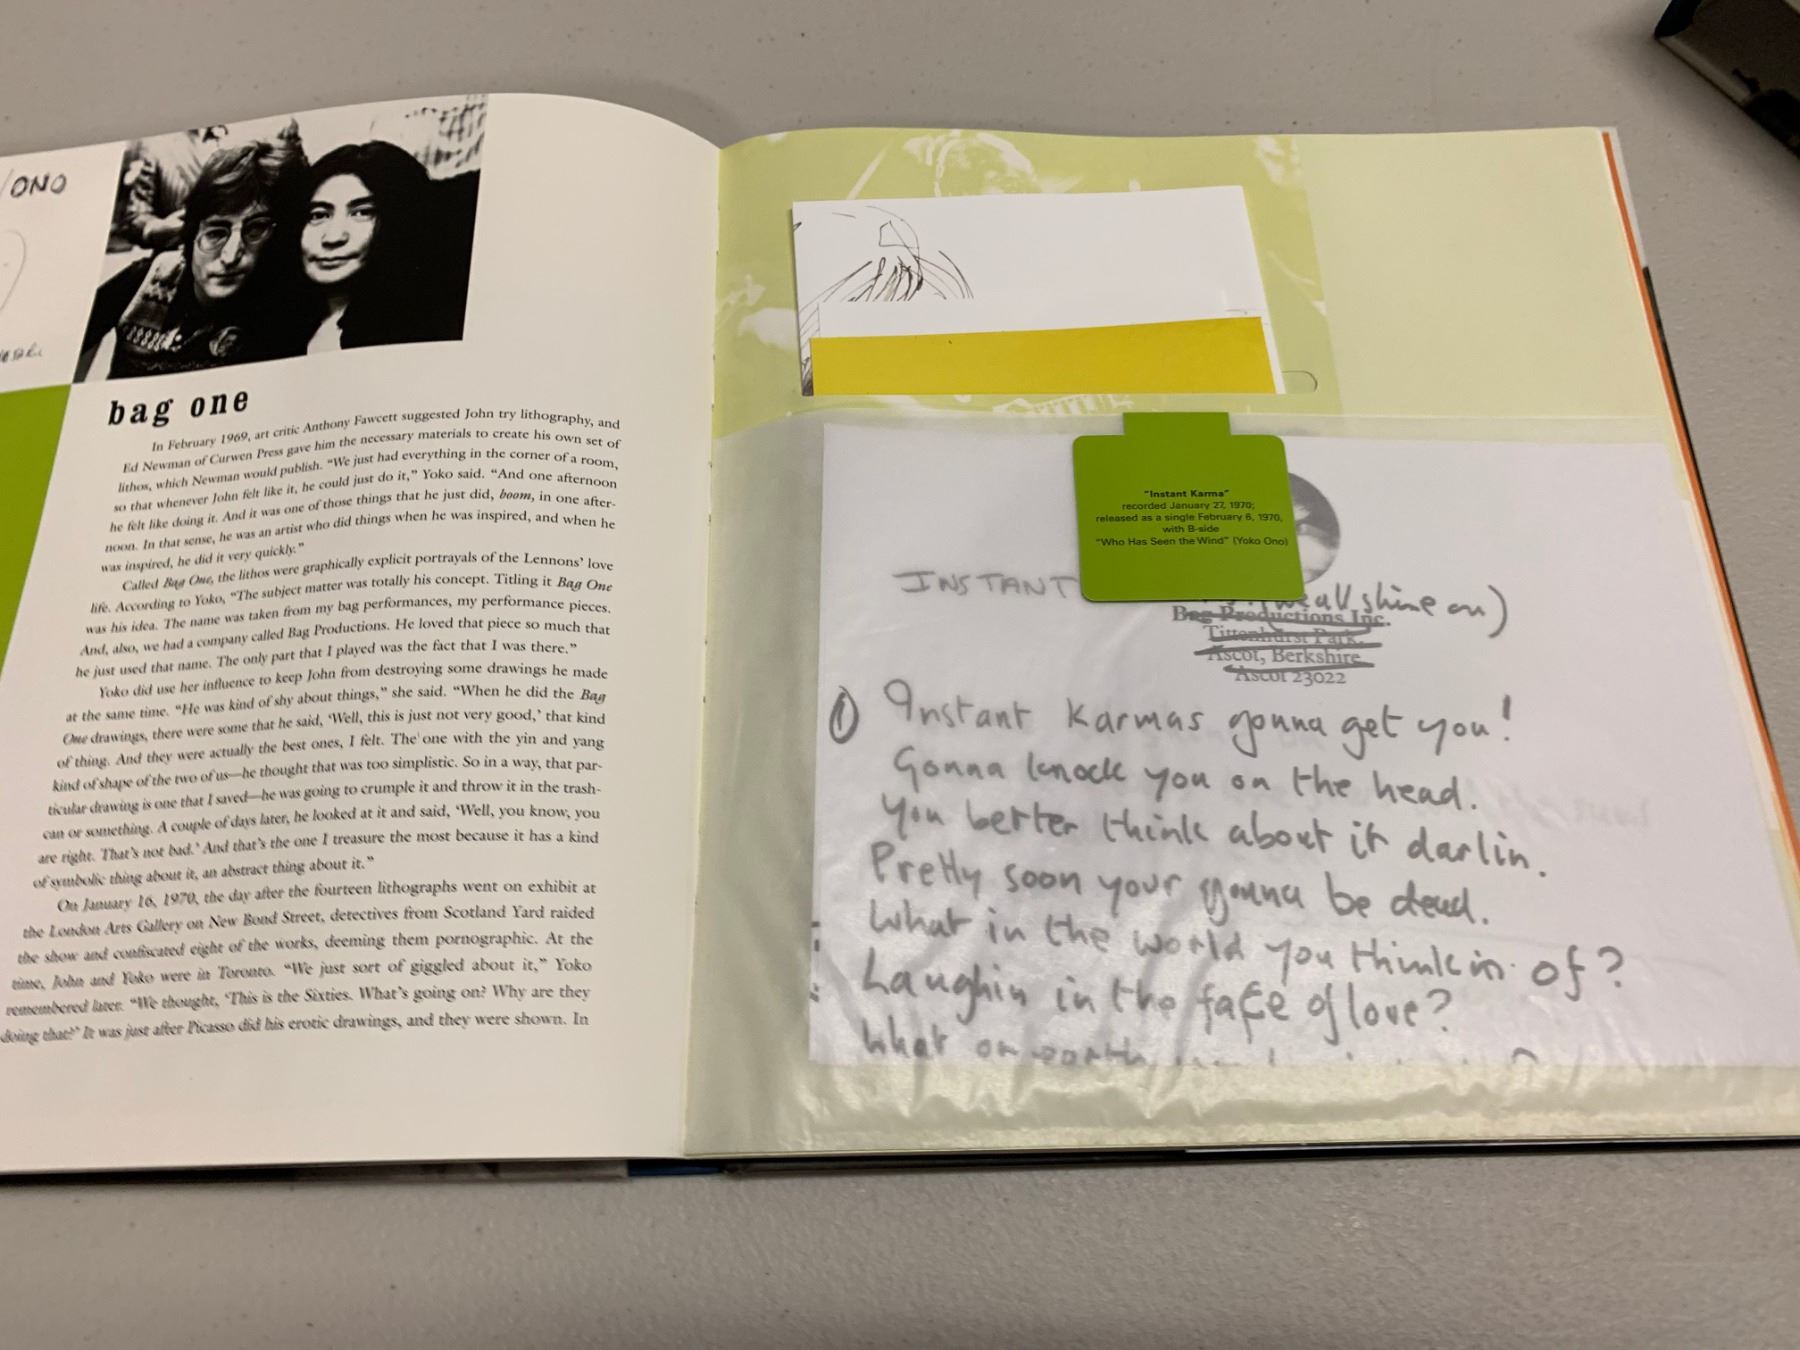 /ONO
bag one
In February 1969, art critic Anthony Fawcett suggested John try lithography, and
Ed Newman of Curwen Press gave him the necessary materials to create his own set of
lithos, which Newman would publish. “We just had everything in the corner of a room,
so that whenever John felt like it, he could just do it,” Yoko said. “And one afternoon
he felt like doing it. And it was one of those things that he just did, boom, in one after-
noon. In that sense, he was an artist who did things when he was inspired, and when he
was inspired, he did it very quickly.”
Called Bag One, the lithos were graphically explicit portrayals of the Lennons’ love
life. According to Yoko, “The subject matter was totally his concept. Titling it Bag One
was his idea. The name was taken from my bag performances, my performance pieces.
And, also, we had a company called Bag Productions. He loved that piece so much that
he just used that name. The only part that I played was the fact that I was there.”
Yoko did use her influence to keep John from destroying some drawings he made
at the same time. “He was kind of shy about things,” she said. “When he did the Bag
One drawings, there were some that he said, ‘Well, this is just not very good,’ that kind
of thing. And they were actually the best ones, I felt. The one with the yin and yang
kind of shape of the two of us—he thought that was too simplistic. So in a way, that par-
ticular drawing is one that I saved—he was going to crumple it and throw it in the trash-
can or something. A couple of days later, he looked at it and said, ‘Well, you know, you
are right. That’s not bad.’ And that’s the one I treasure the most because it has a kind
of symbolic thing about it, an abstract thing about it.”
On January 16, 1970, the day after the fourteen lithographs went on exhibit at
the London Arts Gallery on New Bond Street, detectives from Scotland Yard raided
the show and confiscated eight of the works, deeming them pornographic. At the
time, John and Yoko were in Toronto. “We just sort of giggled about it,” Yoko
remembered later. “We thought, ‘This is the Sixties. What’s going on? Why are they
doing that?’ It was just after Picasso did his erotic drawings, and they were shown. In
“Instant Karma”
recorded January 27, 1970;
released as a single February 6, 1970,
with B-side
“Who Has Seen the Wind” (Yoko Ono)
INSTANT
(we all shine on)
Bag Productions Inc.
Tittenhurst Park.
Ascot, Berkshire
Ascot 23022
1 Instant Karmas gonna get you!
Gonna knock you on the head.
You better think about it darlin.
Pretty soon your gonna be dead.
What in the world you thinkin of?
Laughin in the face of love?
What on earth